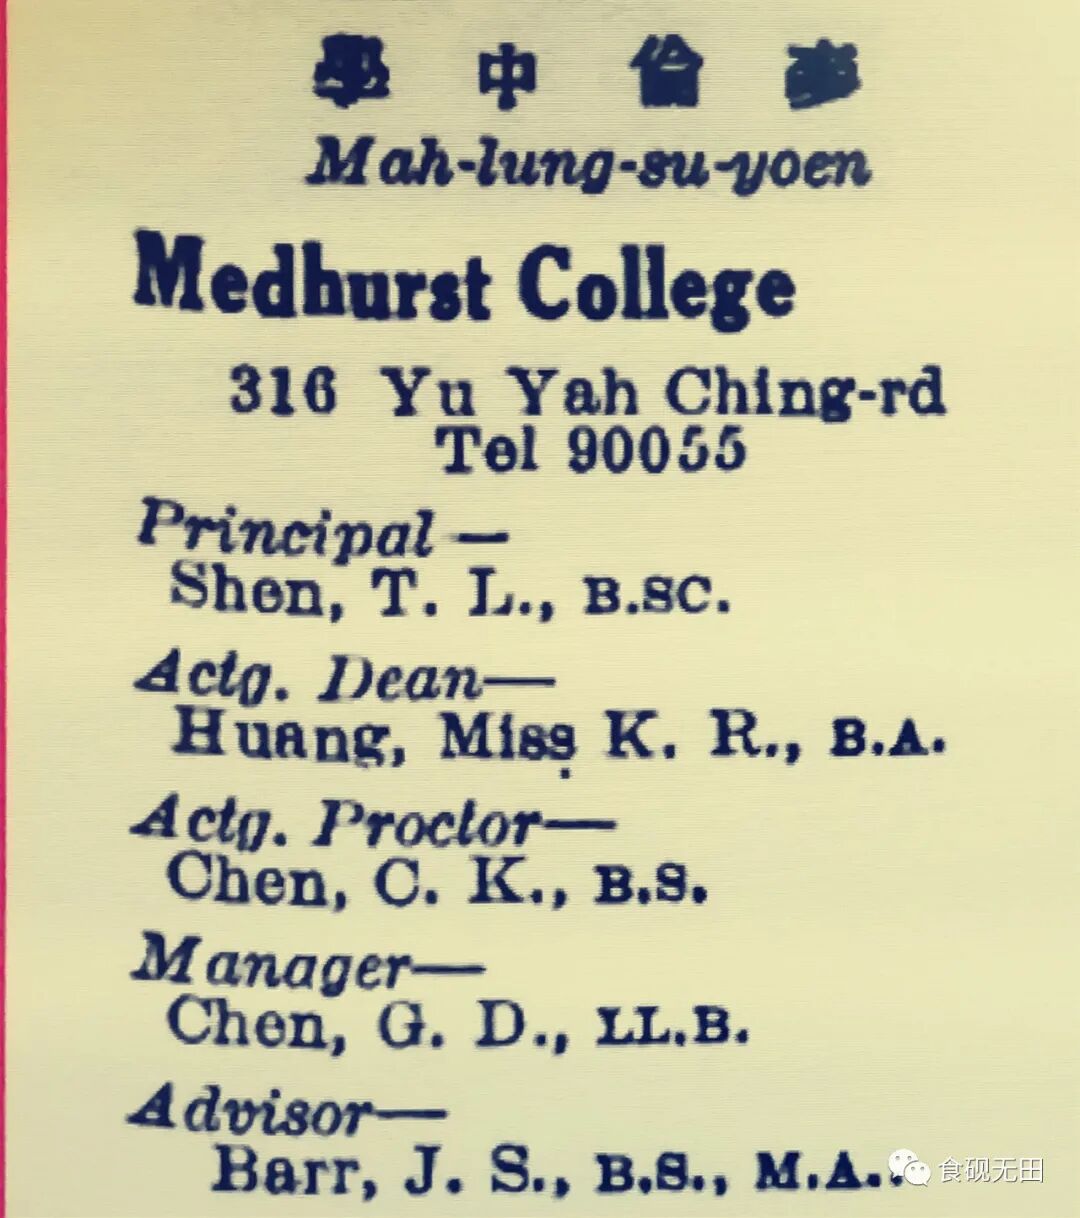 學中倫麥
Mah-lung-su-yoen
Medhurst College
316 Yu Yah Ching-rd
Tel 90055
Principal—
Shen, T. L., B.SC.
Actg. Dean—
Huang, Miss K. R., B.A.
Actg. Proctor—
Chen, C. K., B.S.
Manager—
Chen, G. D., LL.B.
Advisor—
Barr, J. S., B.S., M.A.
食砚无田